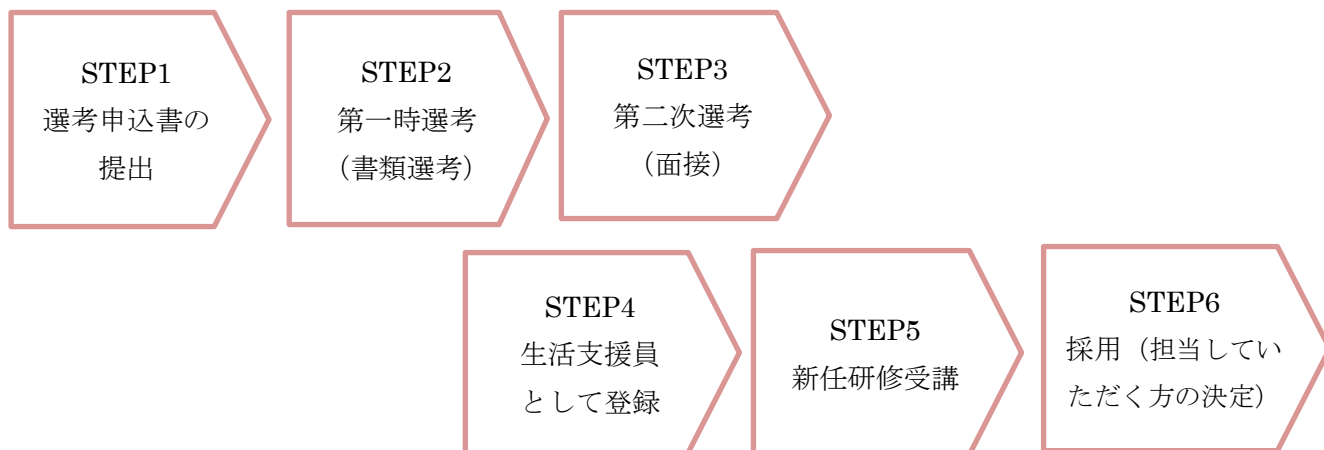 STEP1
選考申込書の
提出
STEP2
第一時選考
（書類選考）
STEP3
第二次選考
（面接）
STEP4
生活支援員
として登録
STEP5
新任研修受講
STEP6
採用（担当してい
ただく方の決定）